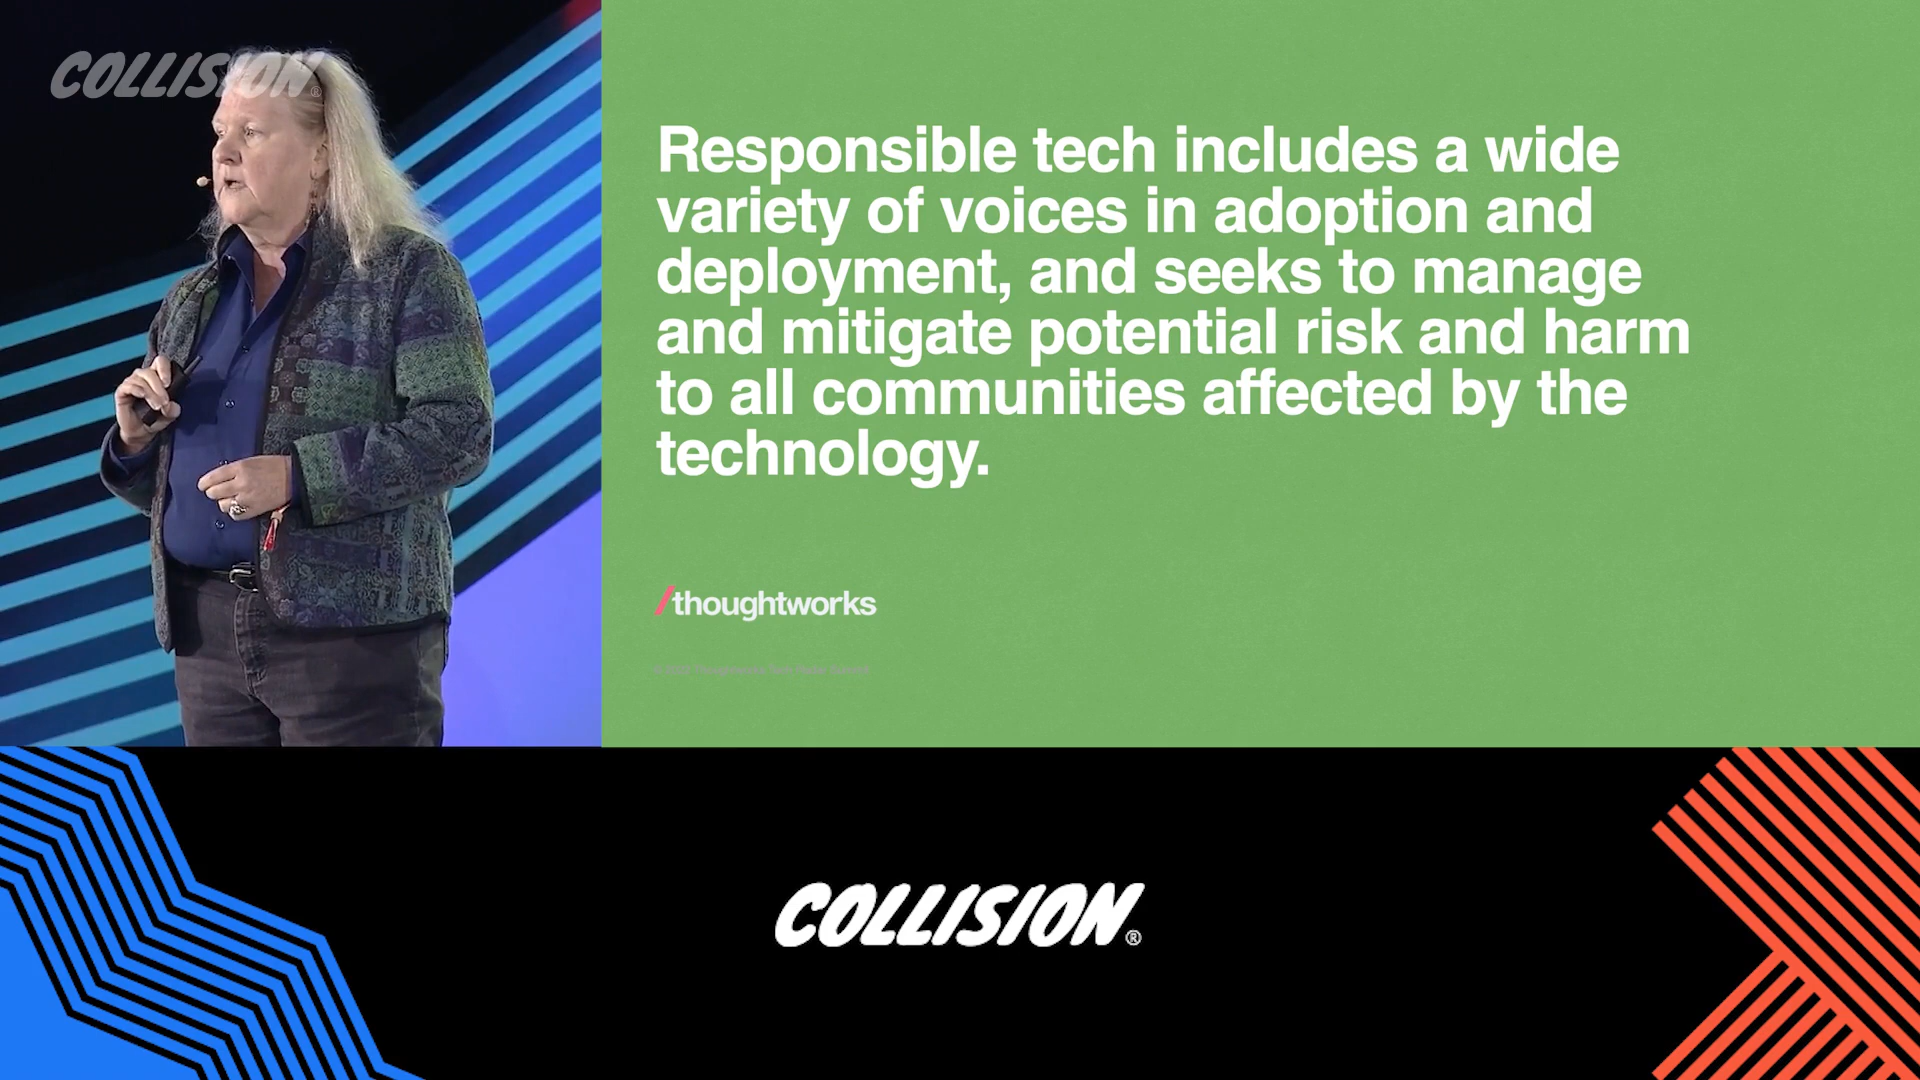 COLLISION®
Responsible tech includes a wide
variety of voices in adoption and
deployment, and seeks to manage
and mitigate potential risk and harm
to all communities affected by the
technology.
/thoughtworks
COLLISION®